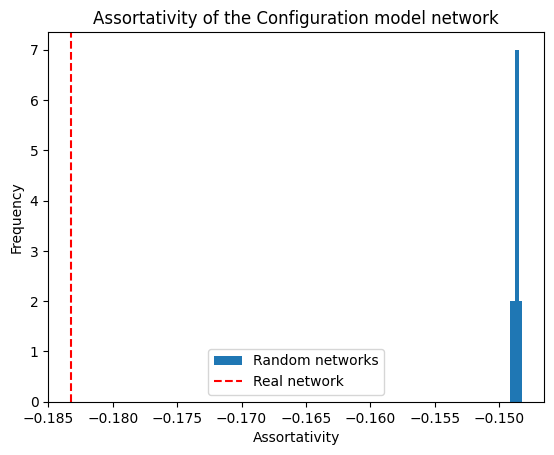 Assortativity of the Configuration model network
7
6
5
4
3
2
1
0
Frequency
Random networks
Real network
−0.185 −0.180 −0.175 −0.170 −0.165 −0.160 −0.155 −0.150
Assortativity